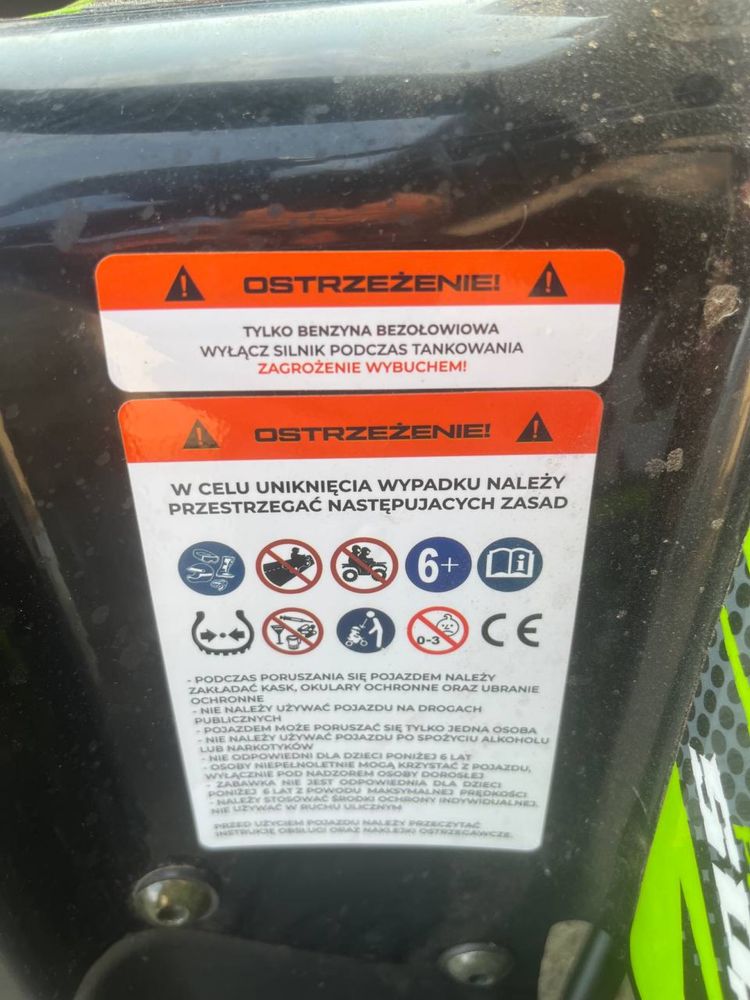 OSTRZEŻENIE!
TYLKO BENZYNA BEZOŁOWIOWA
WYŁĄCZ SILNIK PODCZAS TANKOWANIA
ZAGROŻENIE WYBUCHEM!
OSTRZEŻENIE!
W CELU UNIKNIĘCIA WYPADKU NALEŻY
PRZESTRZEGAĆ NASTĘPUJACYCH ZASAD
6+
i
0-3
CE
- PODCZAS PORUSZANIA SIĘ POJAZDEM NALEŻY
ZAKŁADAĆ KASK, OKULARY OCHRONNE ORAZ UBRANIE
OCHRONNE
- NIE NALEŻY UŻYWAĆ POJAZDU NA DROGACH
PUBLICZNYCH
- POJAZDEM MOŻE PORUSZAĆ SIĘ TYLKO JEDNA OSOBA
- NIE NALEŻY UŻYWAĆ POJAZDU PO SPOŻYCIU ALKOHOLU
LUB NARKOTYKÓW
- NIE ODPOWIEDNI DLA DZIECI PONIŻEJ 6 LAT
- OSOBY NIEPEŁNOLETNIE MOGĄ KRZYSTAĆ Z POJAZDU,
WYŁĄCZNIE POD NADZOREM OSOBY DOROSŁEJ
- ZABAWKA NIE JEST ODPOWIEDNIA DLA DZIECI
PONIŻEJ 6 LAT Z POWODU MAKSYMALNEJ PRĘDKOŚCI
- NALEŻY STOSOWAĆ ŚRODKI OCHRONY INDYWIDUALNEJ.
NIE UŻYWAĆ W RUCHU ULICZNYM
PRZED UŻYCIEM POJAZDU NALEŻY PRZECZYTAĆ
INSTRUKCJĘ OBSŁUGI ORAZ NAKLEJKI OSTRZEGAWCZE.